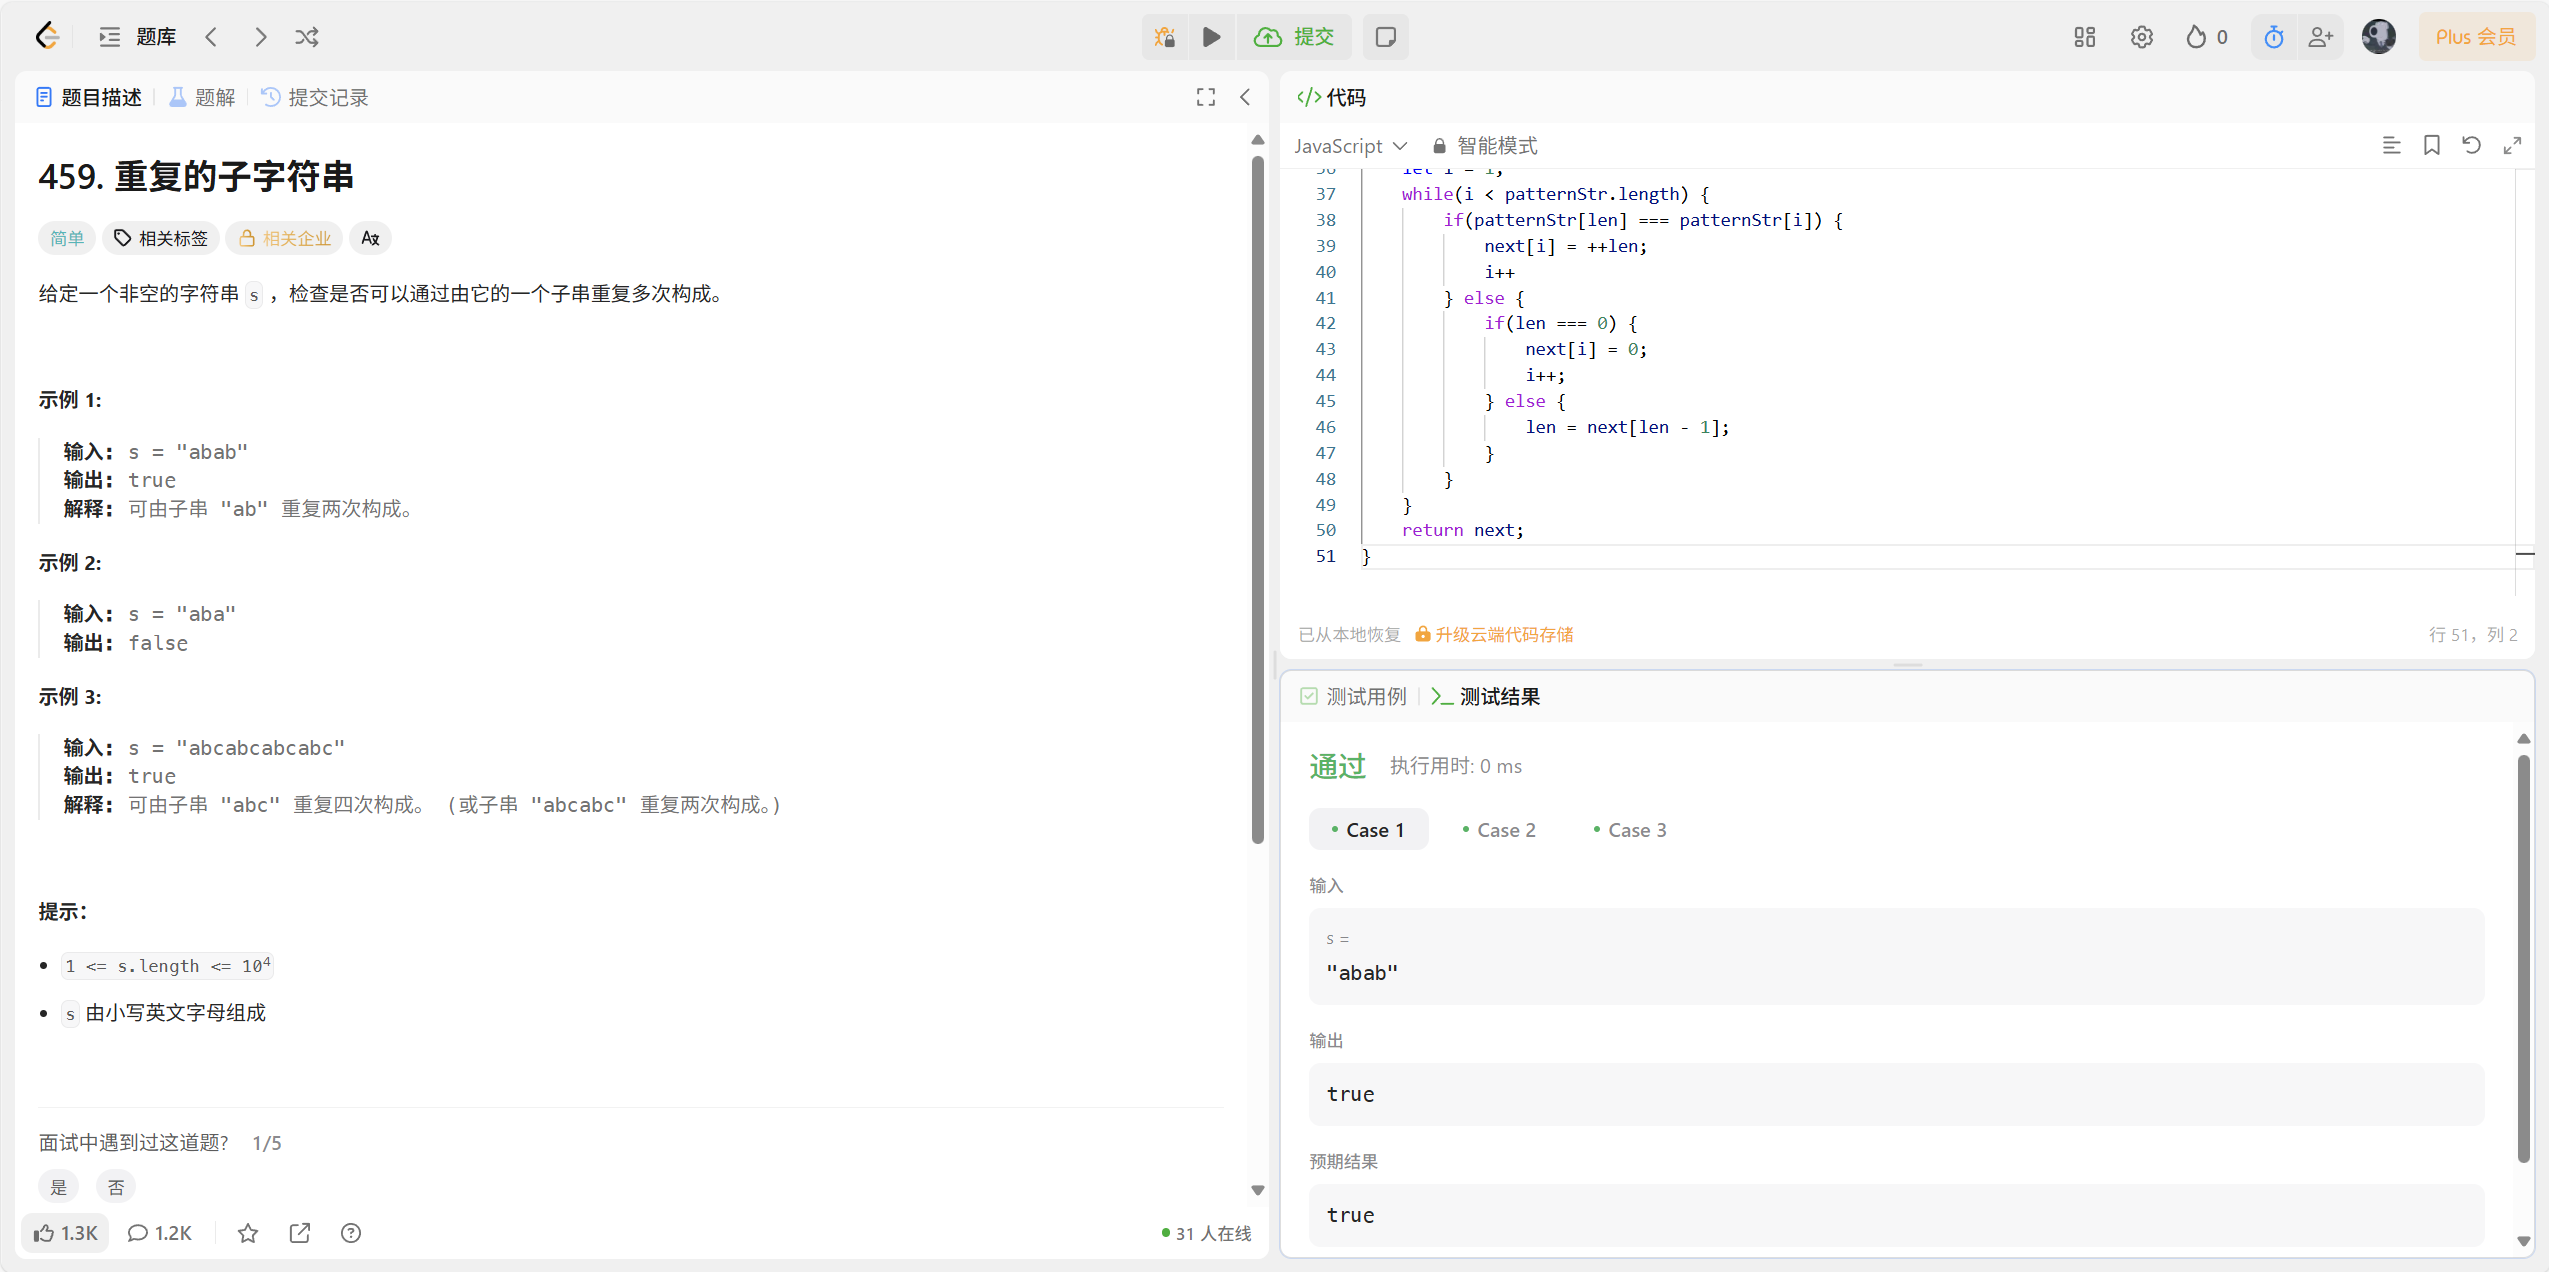 题库
提交
0
Plus 会员
题目描述
题解
提交记录
459. 重复的子字符串
简单
相关标签
相关企业
给定一个非空的字符串 s ，检查是否可以通过由它的一个子串重复多次构成。
示例 1:
输入: s = "abab"
输出: true
解释: 可由子串 "ab" 重复两次构成。
示例 2:
输入: s = "aba"
输出: false
示例 3:
输入: s = "abcabcabcabc"
输出: true
解释: 可由子串 "abc" 重复四次构成。 (或子串 "abcabc" 重复两次构成。)
提示：
1 <= s.length <= 10⁴
s 由小写英文字母组成
面试中遇到过这道题? 1/5
是
否
1.3K
1.2K
31 人在线
代码
JavaScript
智能模式
36 let i = 1;
37 while(i < patternStr.length) {
38 if(patternStr[len] === patternStr[i]) {
39 next[i] = ++len;
40 i++
41 } else {
42 if(len === 0) {
43 next[i] = 0;
44 i++;
45 } else {
46 len = next[len - 1];
47 }
48 }
49 }
50 return next;
51 }
已从本地恢复
升级云端代码存储
行 51，列 2
测试用例
测试结果
通过
执行用时: 0 ms
Case 1
Case 2
Case 3
输入
s =
"abab"
输出
true
预期结果
true